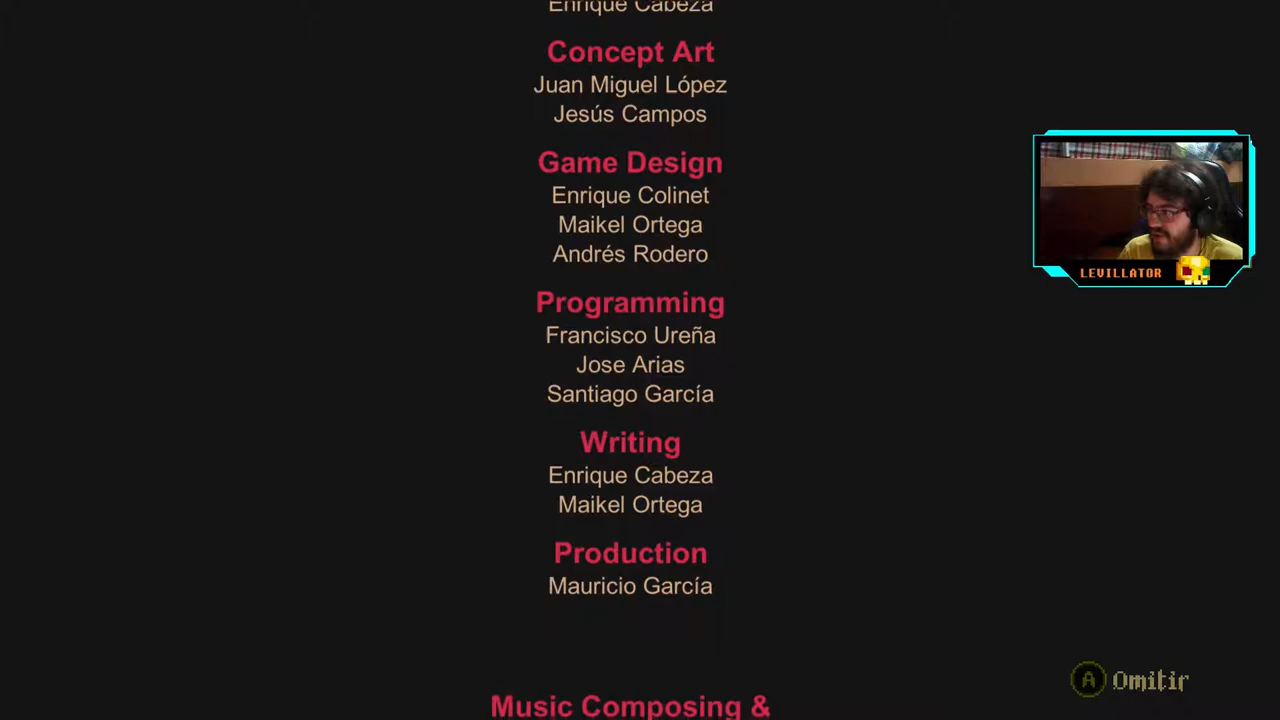 Enrique Cabeza
Concept Art
Juan Miguel López
Jesús Campos
Game Design
Enrique Colinet
Maikel Ortega
Andrés Rodero
Programming
Francisco Ureña
Jose Arias
Santiago García
Writing
Enrique Cabeza
Maikel Ortega
Production
Mauricio García
Music Composing &
LEVILLATOR
A Omitir